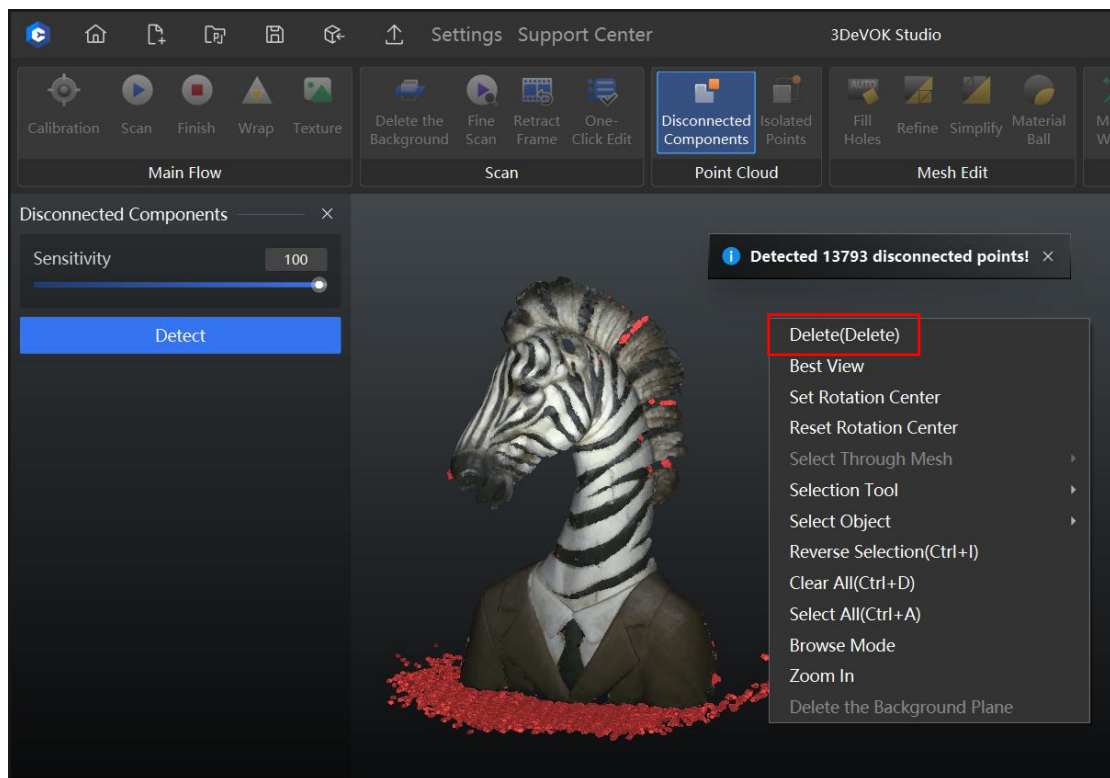 Settings Support Center 3DeVOK Studio
Calibration Scan Finish Wrap Texture
Delete the Background Fine Scan Retract Frame One-Click Edit
Disconnected Components Isolated Points
AUTO Fill Holes Refine Simplify Material Ball
Main Flow Scan Point Cloud Mesh Edit
Disconnected Components
Sensitivity 100
Detect
Detected 13793 disconnected points!
Delete(Delete)
Best View
Set Rotation Center
Reset Rotation Center
Select Through Mesh
Selection Tool
Select Object
Reverse Selection(Ctrl+I)
Clear All(Ctrl+D)
Select All(Ctrl+A)
Browse Mode
Zoom In
Delete the Background Plane